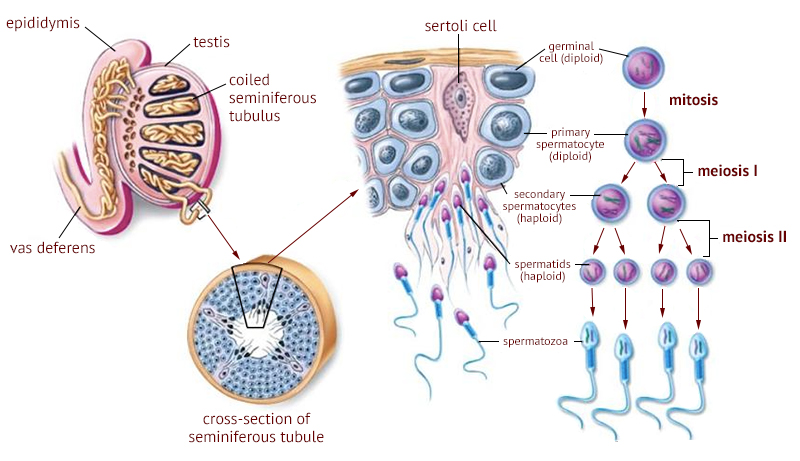 epididymis
testis
coiled
seminiferous
tubulus
vas deferens
cross-section of
seminiferous tubule
sertoli cell
germinal
cell (diploid)
primary
spermatocyte
(diploid)
secondary
spermatocytes
(haploid)
spermatids
(haploid)
spermatozoa
mitosis
meiosis I
meiosis II